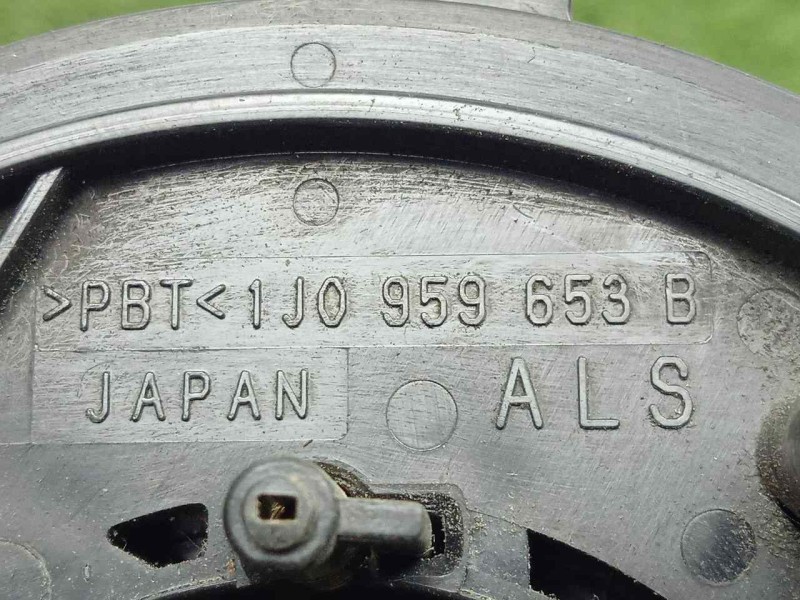 >PBT< 1J0 959 653 B
JAPAN ALS